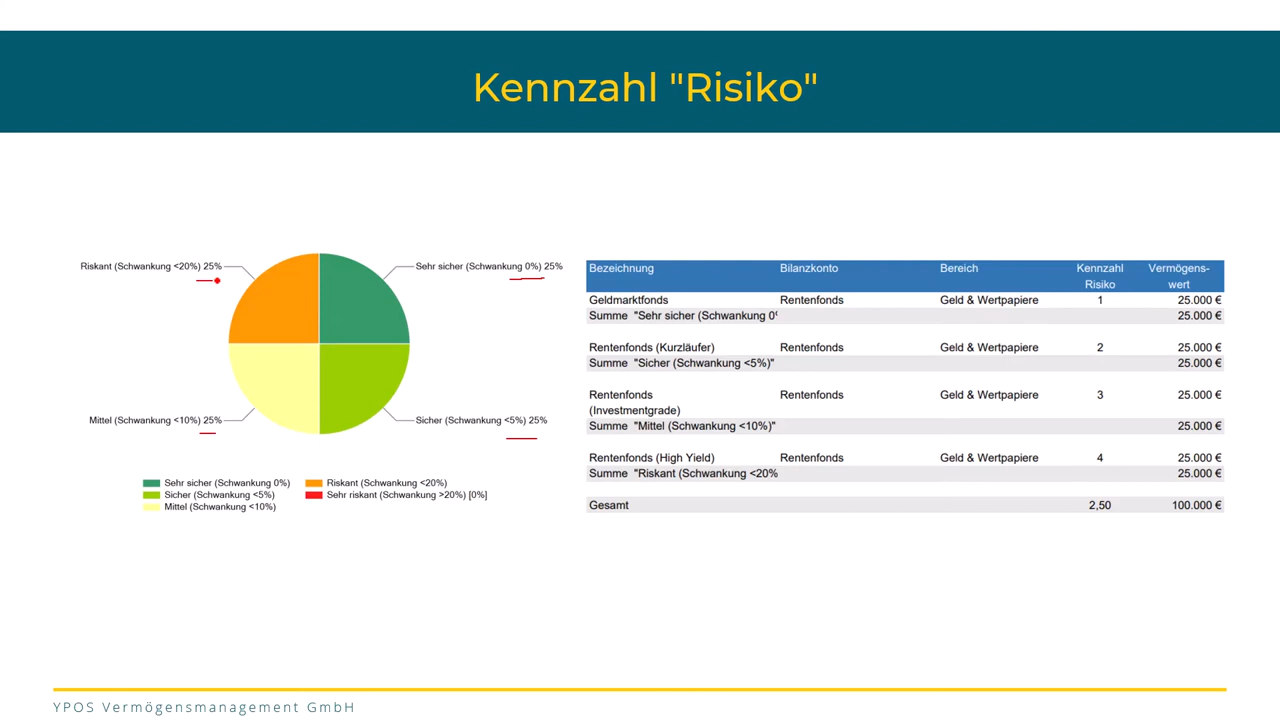 Kennzahl "Risiko"
Riskant (Schwankung <20%) 25%
Sehr sicher (Schwankung 0%) 25%
Mittel (Schwankung <10%) 25%
Sicher (Schwankung <5%) 25%
Sehr sicher (Schwankung 0%)
Sicher (Schwankung <5%)
Mittel (Schwankung <10%)
Riskant (Schwankung <20%)
Sehr riskant (Schwankung >20%) [0%]
Bezeichnung Bilanzkonto Bereich Kennzahl Vermögens-
Risiko wert
Geldmarktfonds Rentenfonds Geld & Wertpapiere 1 25.000 €
Summe "Sehr sicher (Schwankung 0 25.000 €
Rentenfonds (Kurzläufer) Rentenfonds Geld & Wertpapiere 2 25.000 €
Summe "Sicher (Schwankung <5%)" 25.000 €
Rentenfonds Rentenfonds Geld & Wertpapiere 3 25.000 €
(Investmentgrade)
Summe "Mittel (Schwankung <10%)" 25.000 €
Rentenfonds (High Yield) Rentenfonds Geld & Wertpapiere 4 25.000 €
Summe "Riskant (Schwankung <20% 25.000 €
Gesamt 2,50 100.000 €
YPOS Vermögensmanagement GmbH